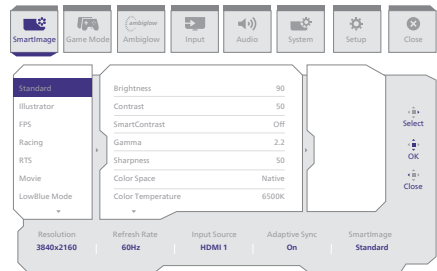 SmartImage
Game Mode
ambiglow
Ambiglow
Input
Audio
System
Setup
Close
Standard
Illustrator
FPS
Racing
RTS
Movie
LowBlue Mode
Brightness 90
Contrast 50
SmartContrast Off
Gamma 2.2
Sharpness 50
Color Space Native
Color Temperature 6500K
Select
OK
Close
Resolution Refresh Rate Input Source Adaptive Sync SmartImage
3840x2160 60Hz HDMI 1 On Standard